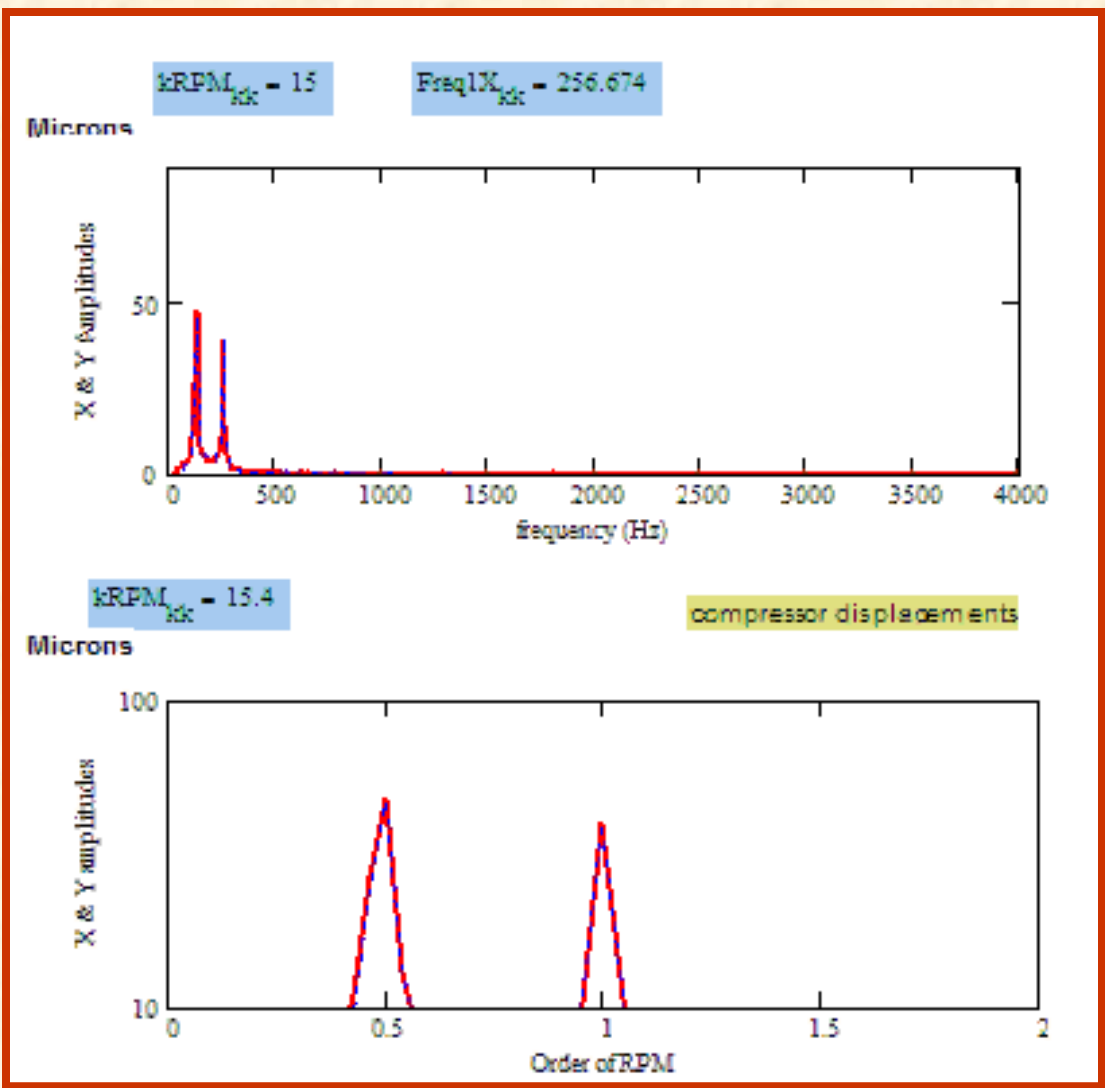 kRPMkk = 15 Freq1Xkk = 256.674
Microns
X & Y Amplitudes
50
0
0 500 1000 1500 2000 2500 3000 3500 4000
frequency (Hz)
kRPMkk = 15.4
compressor displacements
Microns
100
X & Y amplitudes
10
0 0.5 1 1.5 2
Order of RPM